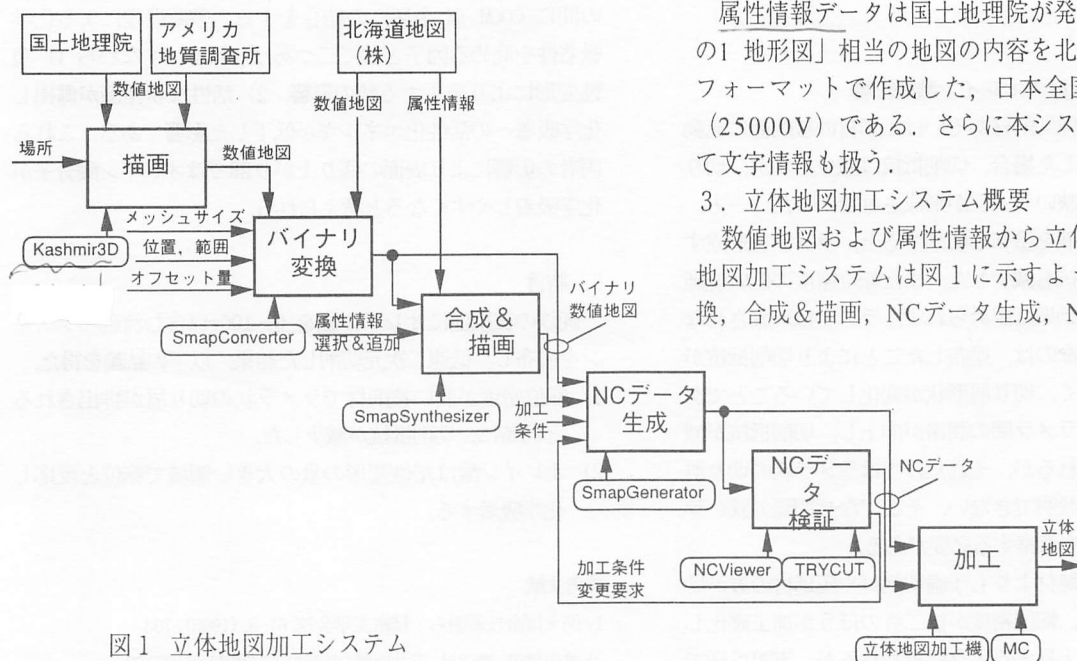 国土地理院
アメリカ
地質調査所
北海道地図
(株)
数値地図
数値地図
属性情報
場所
描画
数値地図
Kashmir3D
メッシュサイズ
位置，範囲
オフセット量
バイナリ
変換
SmapConverter
属性情報
選択＆追加
合成＆
描画
バイナリ
数値地図
SmapSynthesizer
加工
条件
NCデータ
生成
SmapGenerator
NCデ
ータ
検証
NCデータ
NCViewer
TRYCUT
加工条件
変更要求
加工
立体
地図
立体地図加工機
MC
図1 立体地図加工システム
属性情報データは国土地理院が発
の1 地形図」相当の地図の内容を北
フォーマットで作成した，日本全国
(25000V) である．さらに本シス
て文字情報も扱う．
3．立体地図加工システム概要
数値地図および属性情報から立体
地図加工システムは図1に示すよ
換，合成&描画，NCデータ生成，N